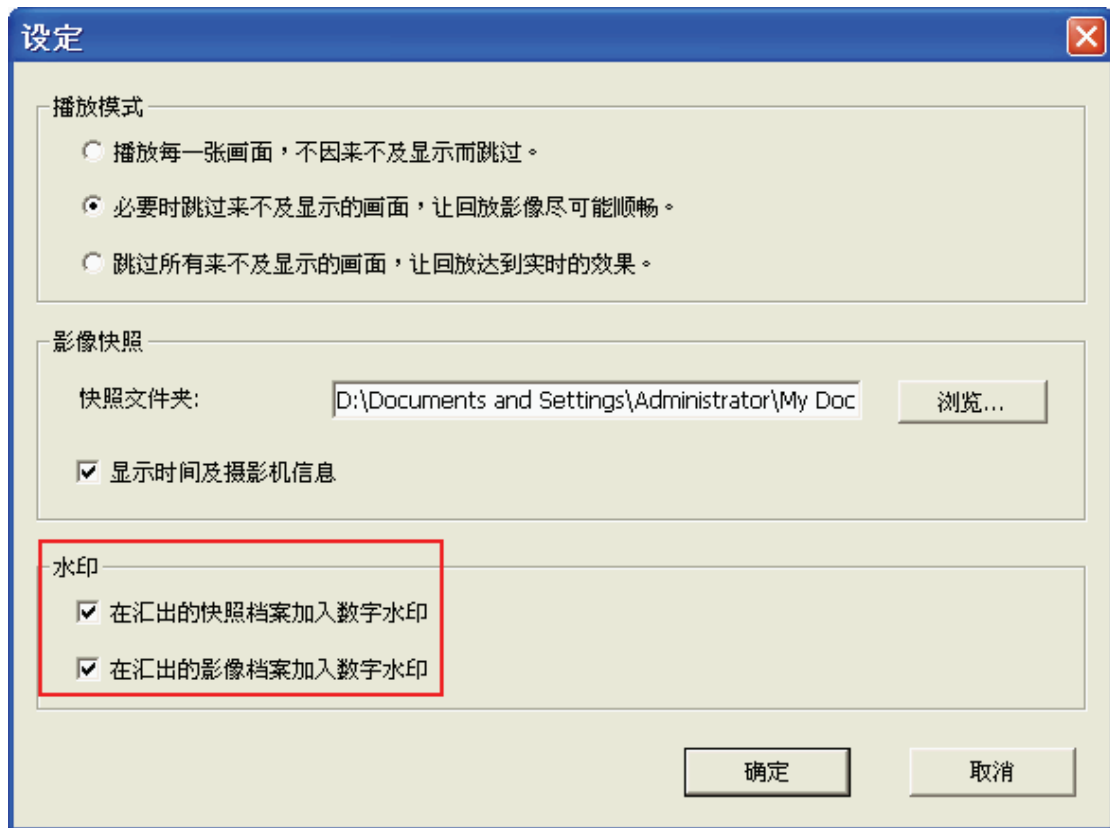 设定
播放模式
播放每一张画面，不因来不及显示而跳过。
必要时跳过来不及显示的画面，让回放影像尽可能顺畅。
跳过所有来不及显示的画面，让回放达到实时的效果。
影像快照
快照文件夹: D:\Documents and Settings\Administrator\My Doc 浏览...
显示时间及摄影机信息
水印
在汇出的快照档案加入数字水印
在汇出的影像档案加入数字水印
确定 取消